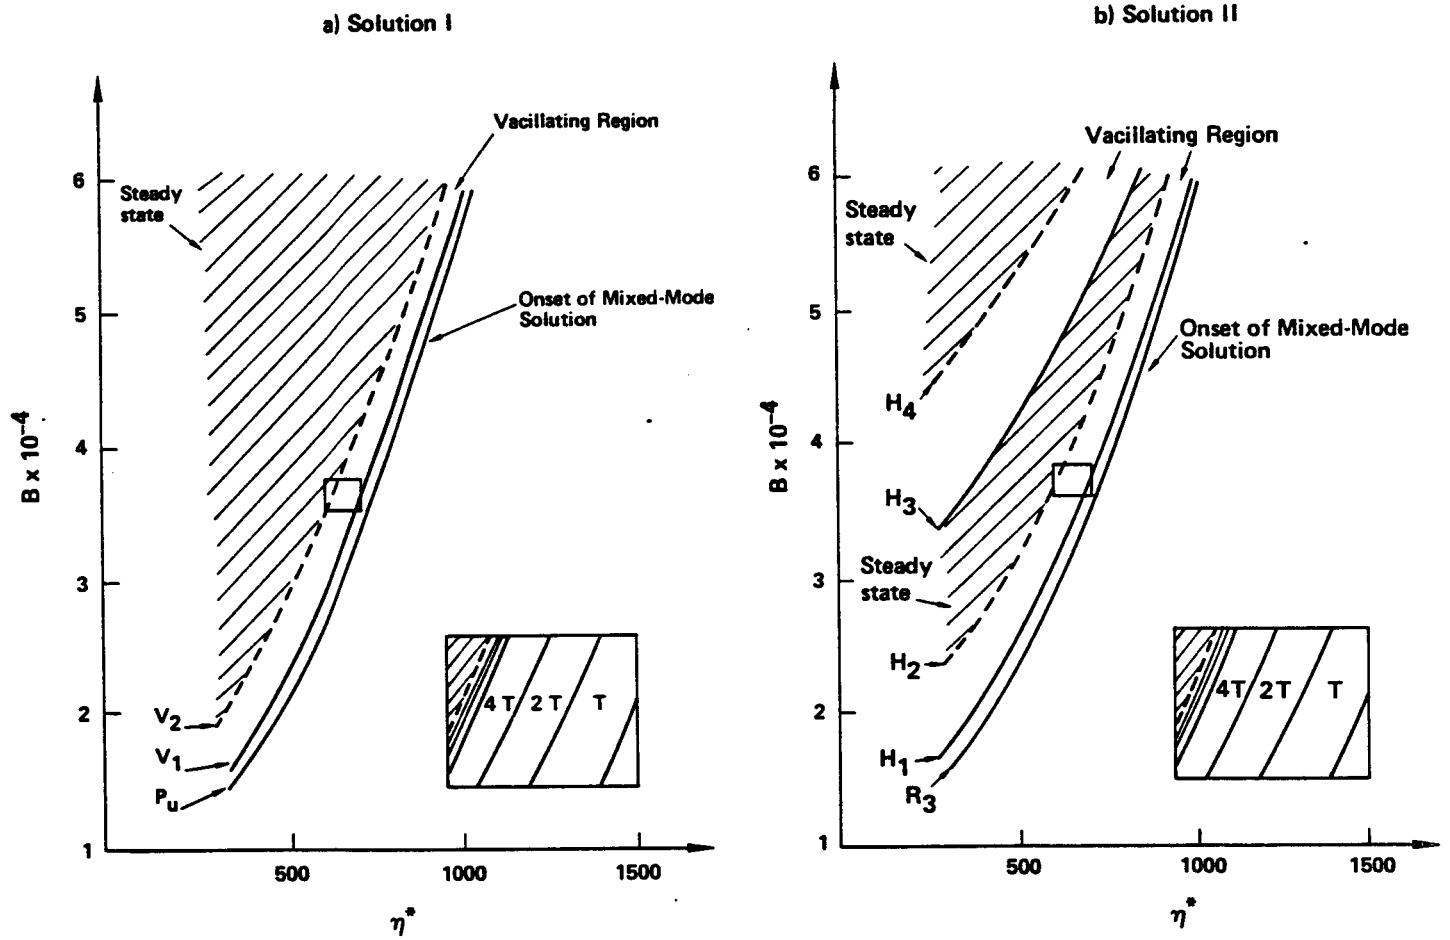 a) Solution I
Vacillating Region
6
Steady
state
5
Onset of Mixed-Mode
Solution
4
B x 10⁻⁴
3
2
V₂
V₁
Pᵤ
4 T 2 T T
1
500 1000 1500
η*
b) Solution II
Vacillating Region
6
Steady
state
5
Onset of Mixed-Mode
Solution
H₄
4
B x 10⁻⁴
H₃
Steady
state
3
H₂
2
H₁
R₃
4T 2T T
1
500 1000 1500
η*